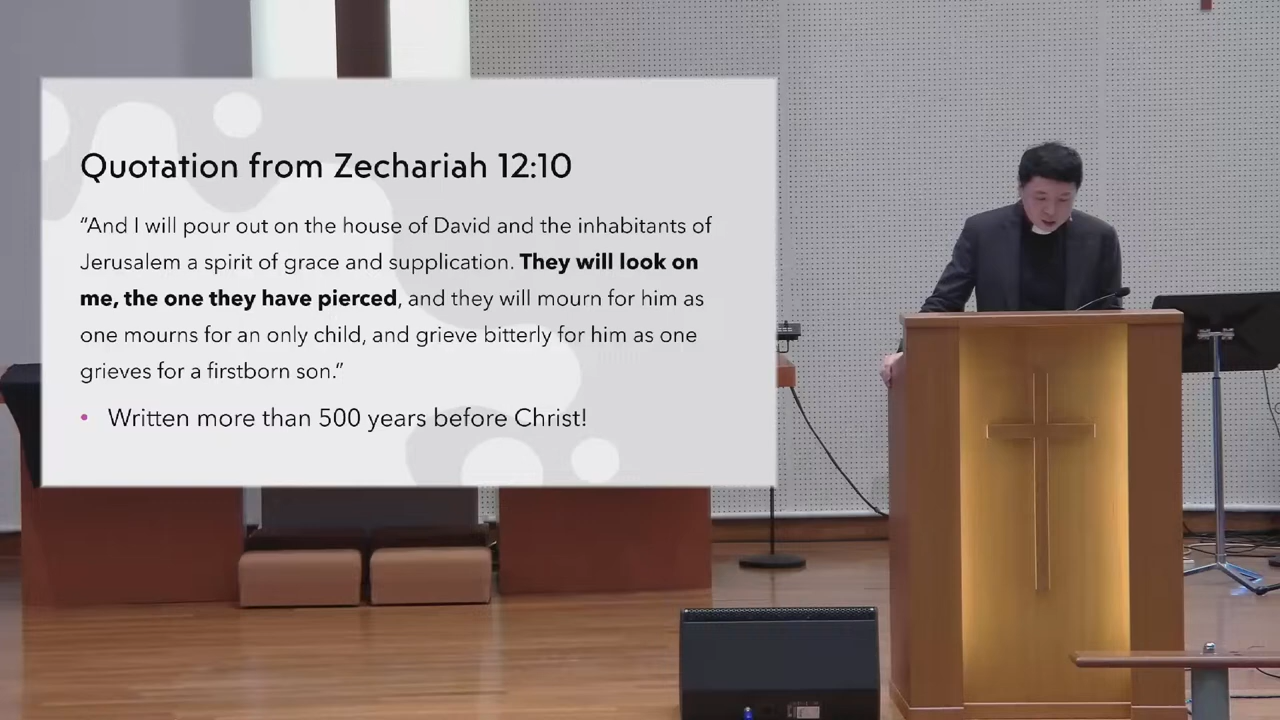 Quotation from Zechariah 12:10
“And I will pour out on the house of David and the inhabitants of
Jerusalem a spirit of grace and supplication. They will look on
me, the one they have pierced, and they will mourn for him as
one mourns for an only child, and grieve bitterly for him as one
grieves for a firstborn son.”
• Written more than 500 years before Christ!